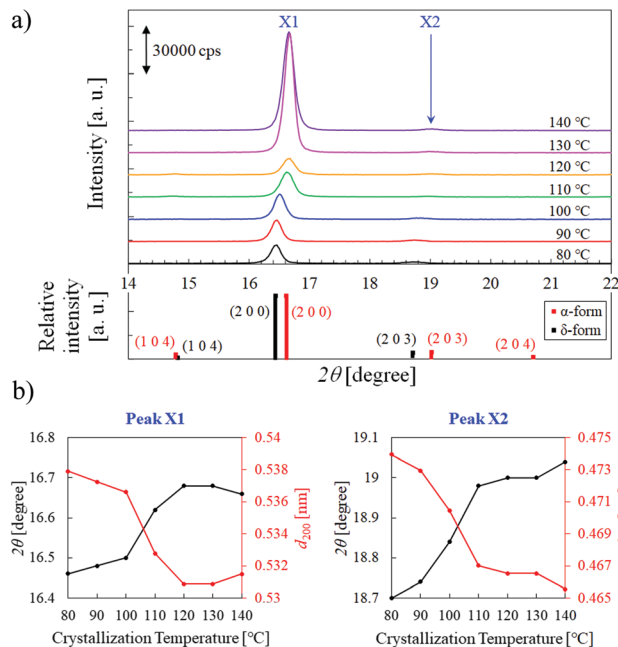 a)
X1
X2
30000 cps
Intensity [a. u.]
140 ℃
130 ℃
120 ℃
110 ℃
100 ℃
90 ℃
80 ℃
14 15 16 17 18 19 20 21 22
Relative
intensity
[a. u.]
(1 0 4)
(1 0 4)
(2 0 0)
(2 0 0)
(2 0 3)
(2 0 3)
(2 0 4)
α-form
δ-form
2θ [degree]
b)
Peak X1
16.8
16.7
16.6
16.5
16.4
2θ [degree]
0.54
0.538
0.536
0.534
0.531
0.53
d200 [nm]
80 90 100 110 120 130 140
Crystallization Temperature [℃]
Peak X2
19.1
19
18.9
18.8
18.7
2θ [degree]
0.475
0.473
0.471
0.469
0.467
0.465
80 90 100 110 120 130 140
Crystallization Temperature [℃]